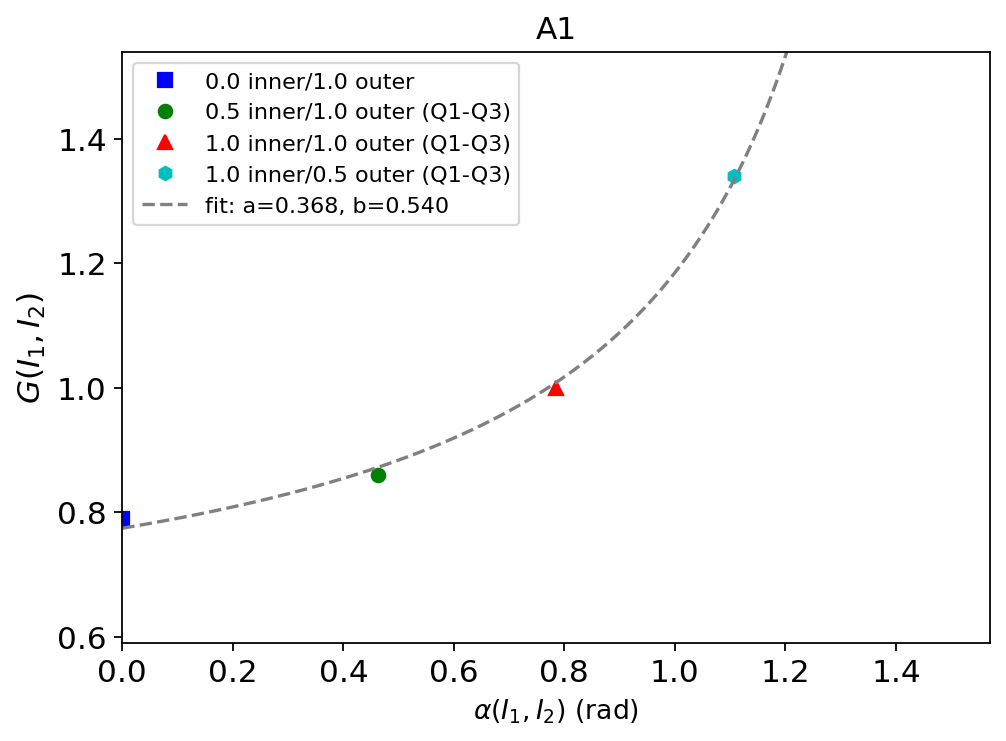 A1
0.0 inner/1.0 outer
0.5 inner/1.0 outer (Q1-Q3)
1.0 inner/1.0 outer (Q1-Q3)
1.0 inner/0.5 outer (Q1-Q3)
fit: a=0.368, b=0.540
1.4
1.2
1.0
0.8
0.6
G(I₁, I₂)
0.0 0.2 0.4 0.6 0.8 1.0 1.2 1.4
α(I₁, I₂) (rad)